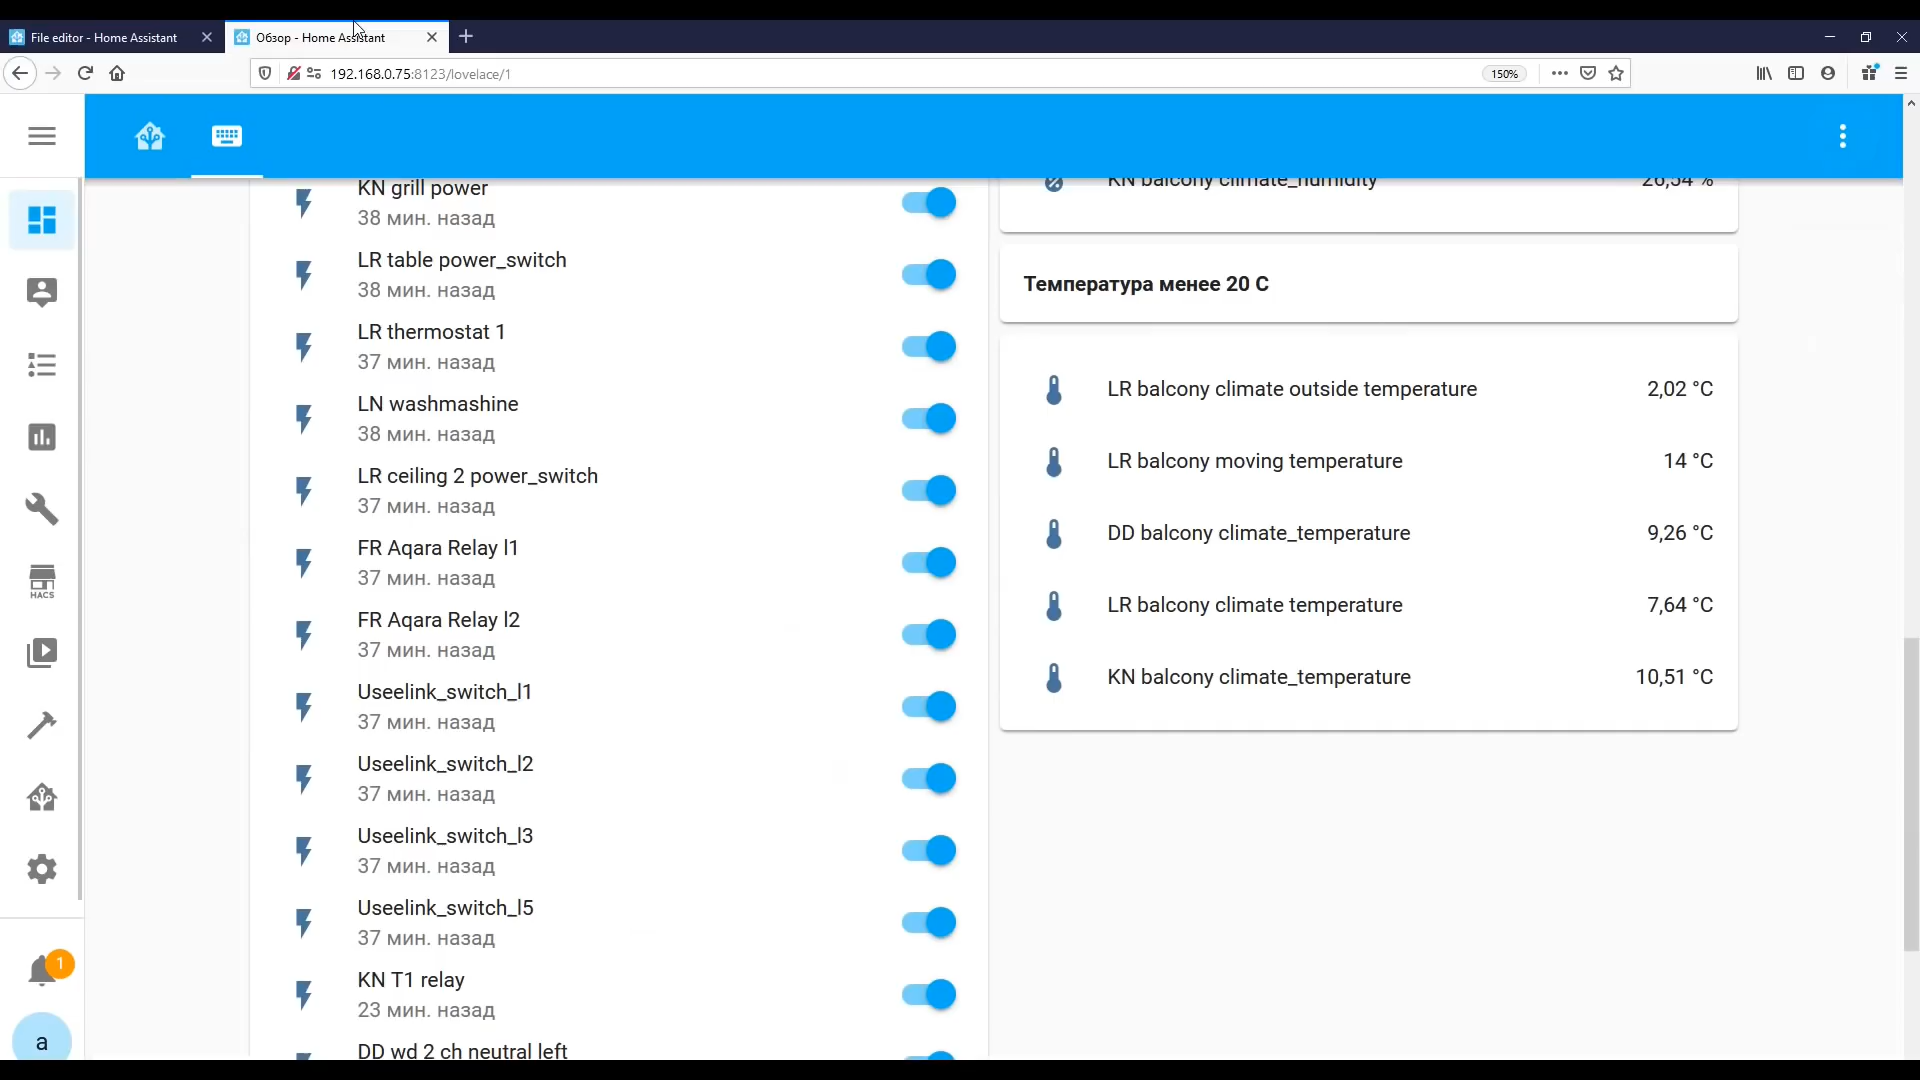 File editor - Home Assistant
Обзор - Home Assistant
192.168.0.75:8123/lovelace/1
150%
KN grill power
38 мин. назад
LR table power_switch
38 мин. назад
LR thermostat 1
37 мин. назад
LN washmashine
38 мин. назад
LR ceiling 2 power_switch
37 мин. назад
FR Aqara Relay l1
37 мин. назад
FR Aqara Relay l2
37 мин. назад
Useelink_switch_l1
37 мин. назад
Useelink_switch_l2
37 мин. назад
Useelink_switch_l3
37 мин. назад
Useelink_switch_l5
37 мин. назад
KN T1 relay
23 мин. назад
DD wd 2 ch neutral left
KN balcony climate_humidity 26,54 %
Температура менее 20 С
LR balcony climate outside temperature 2,02 °C
LR balcony moving temperature 14 °C
DD balcony climate_temperature 9,26 °C
LR balcony climate temperature 7,64 °C
KN balcony climate_temperature 10,51 °C
HACS
1
a